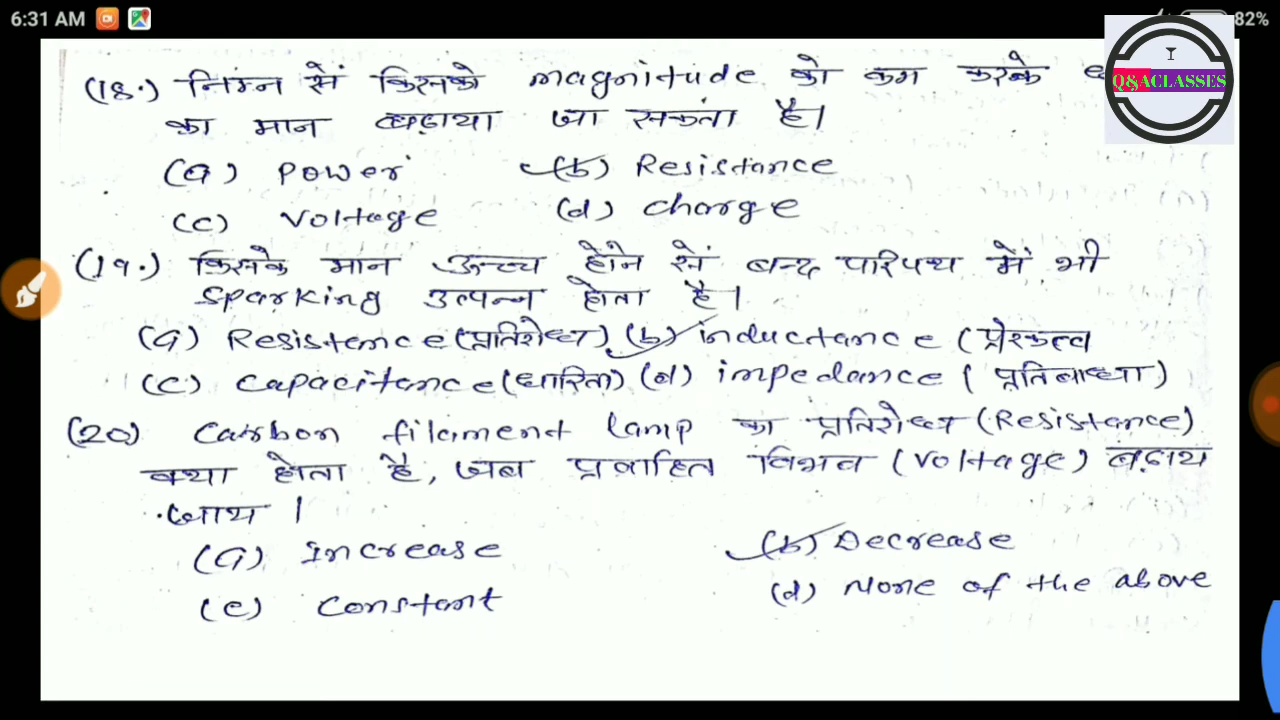 6:31 AM
82%
Q&ACLASSES
(18.) निम्न से किसके magnitude को कम करके
का मान बढ़ाया जा सकता है।
(a) Power (b) Resistance
(c) Voltage (d) charge
(19.) किसके मान उच्च होने से बन्द परिपथ में भी
Sparking उत्पन्न होता है।
(a) Resistence (प्रतिरोध) (b) inductance (प्रेरकत्व
(c) Capacitance (धारिता) (d) impedance ( प्रतिबाधा )
(20) Carbon filament lamp का प्रतिरोध (Resistance)
क्या होता है, जब प्रवाहित विभव (Voltage) बढ़ाय
जाय ।
(a) Increase (b) Decrease
(c) Constant (d) None of the above